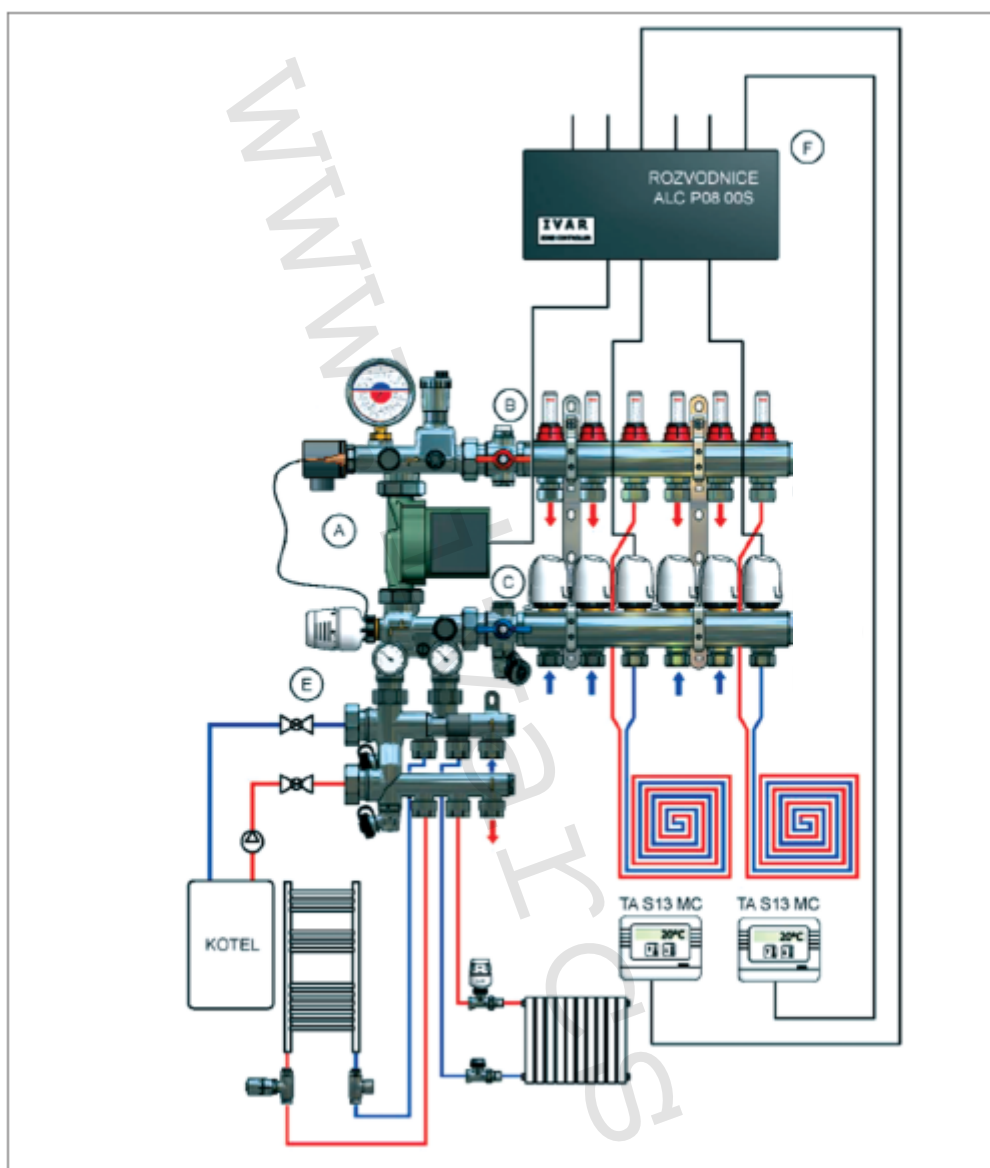 F
ROZVODNICE
ALC P08 00S
IVAR
B
A
C
E
TA S13 MC
TA S13 MC
20°C
20°C
KOTEL